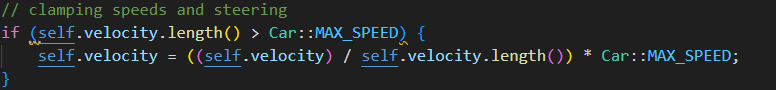 // clamping speeds and steering
if (self.velocity.length() > Car::MAX_SPEED) {
    self.velocity = ((self.velocity) / self.velocity.length()) * Car::MAX_SPEED;
}